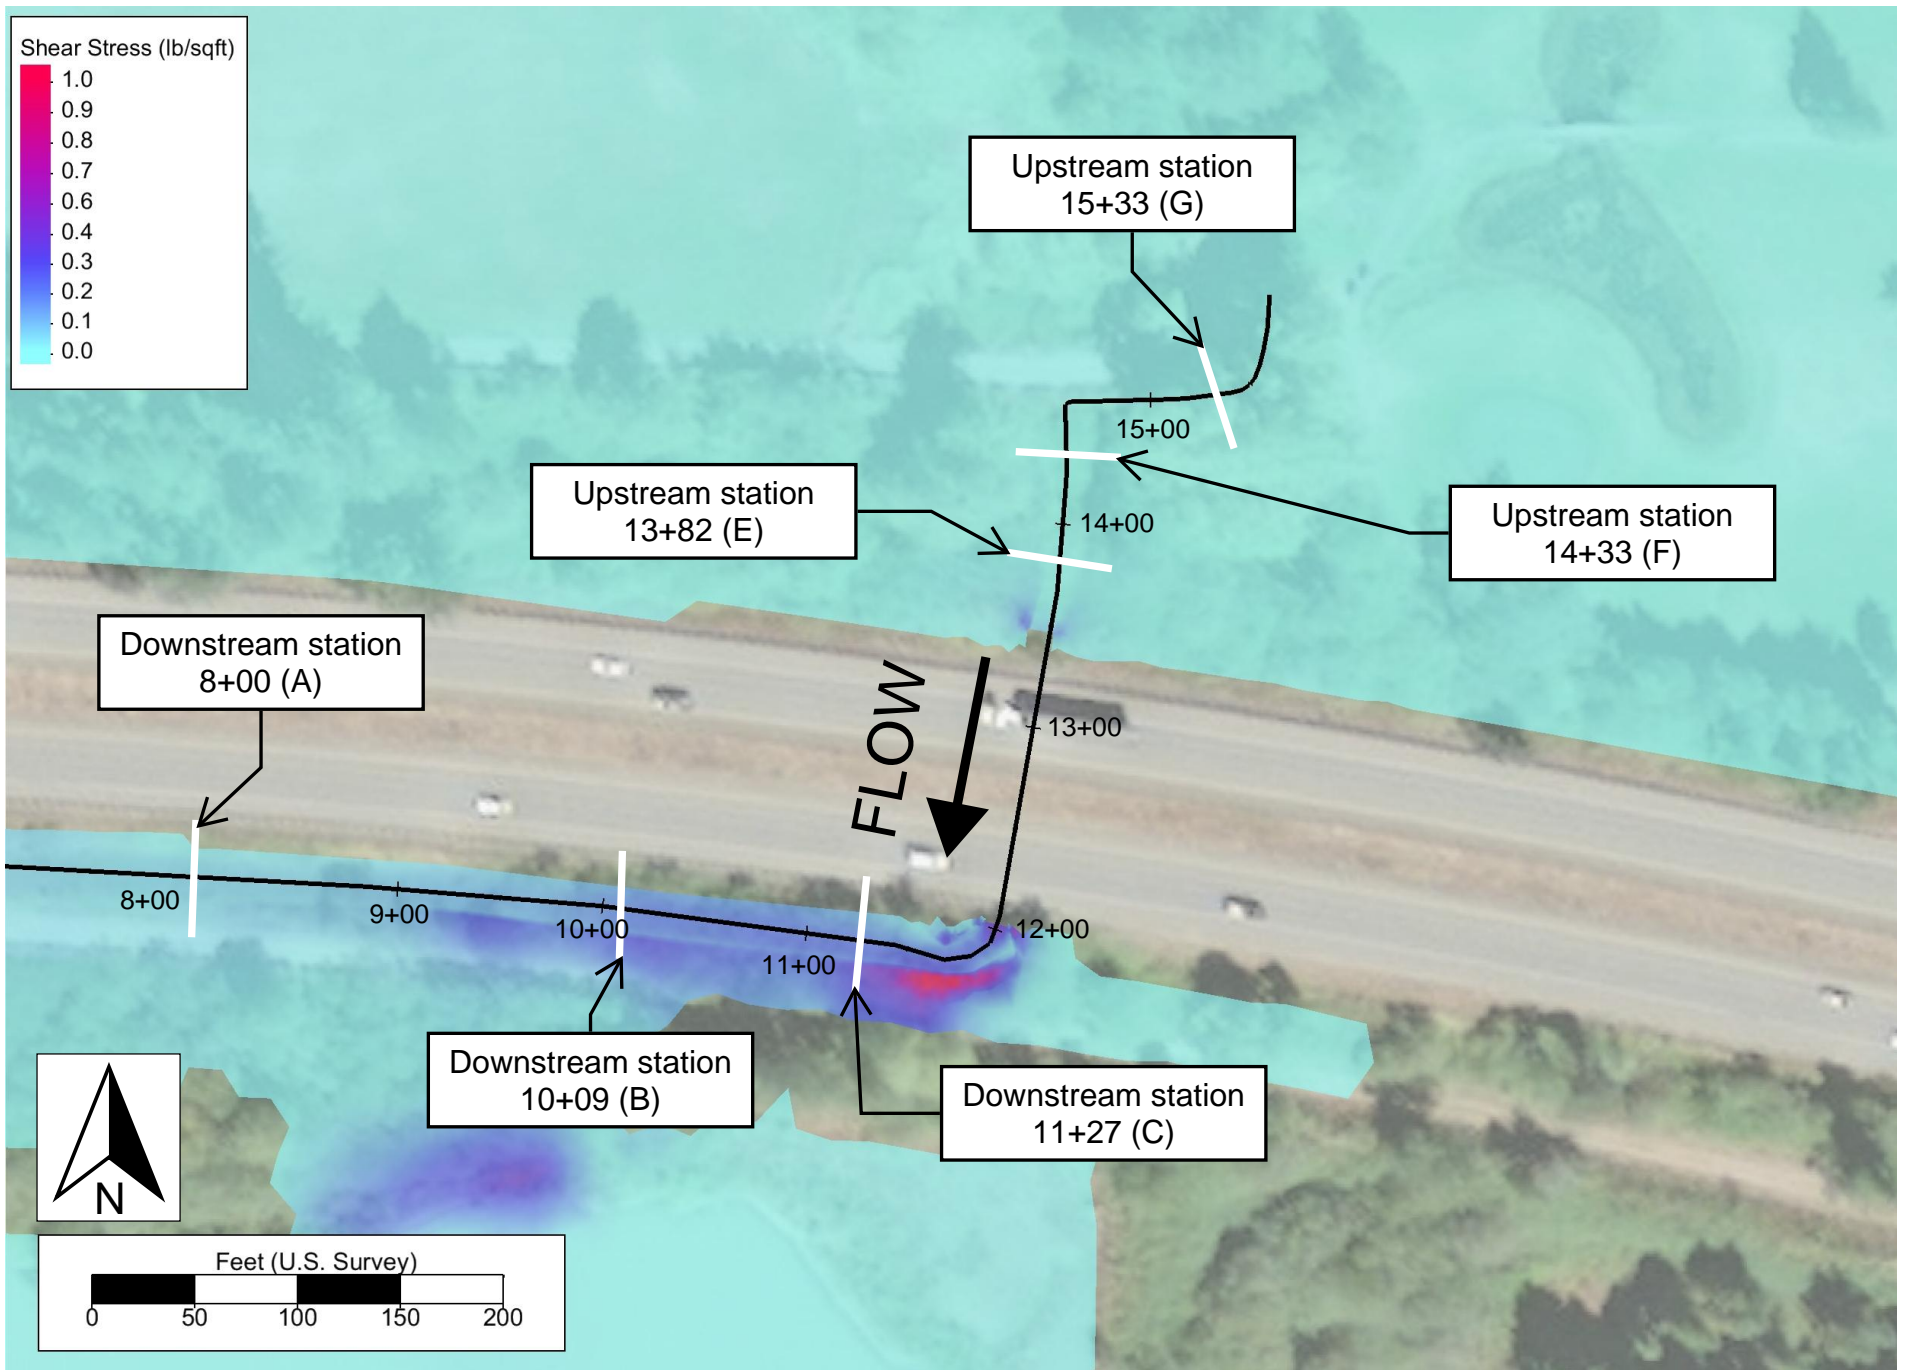 Shear Stress (lb/sqft)
1.0
0.9
0.8
0.7
0.6
0.5
0.4
0.3
0.2
0.1
0.0
Upstream station
15+33 (G)
15+00
Upstream station
13+82 (E)
14+00
Upstream station
14+33 (F)
Downstream station
8+00 (A)
FLOW
13+00
8+00
9+00
10+00
11+00
12+00
Downstream station
10+09 (B)
Downstream station
11+27 (C)
N
Feet (U.S. Survey)
0 50 100 150 200